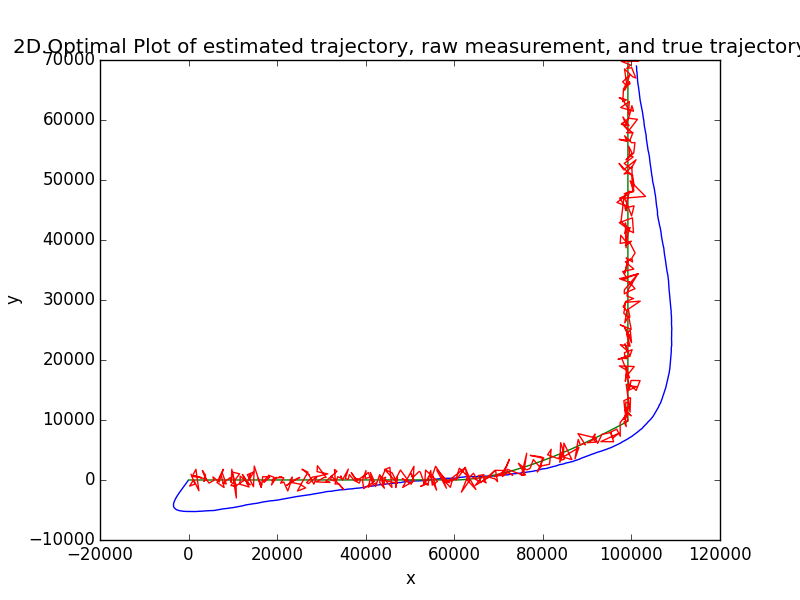 2D Optimal Plot of estimated trajectory, raw measurement, and true trajectory
70000
60000
50000
40000
30000
20000
10000
0
−10000
y
−20000 0 20000 40000 60000 80000 100000 120000
x